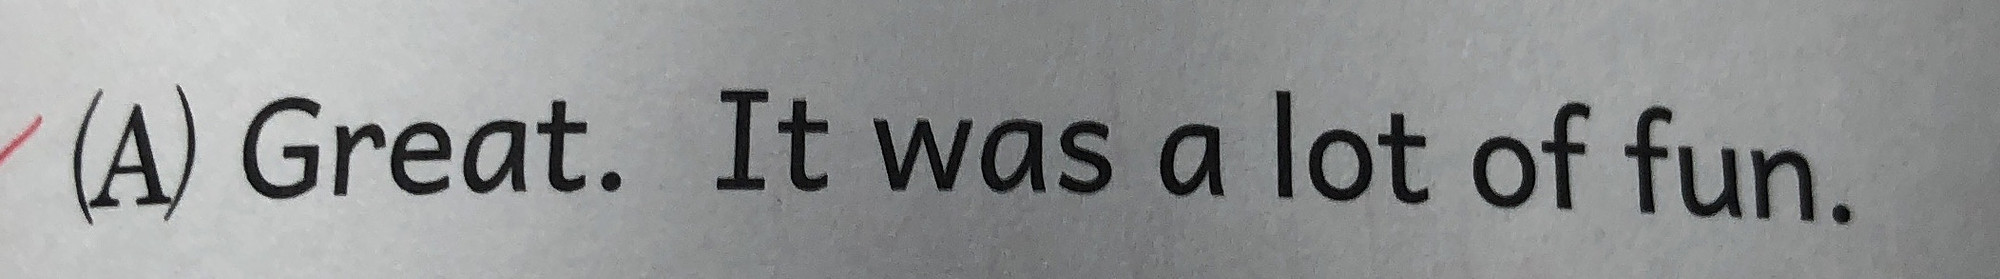 (A) Great. It was a lot of fun.